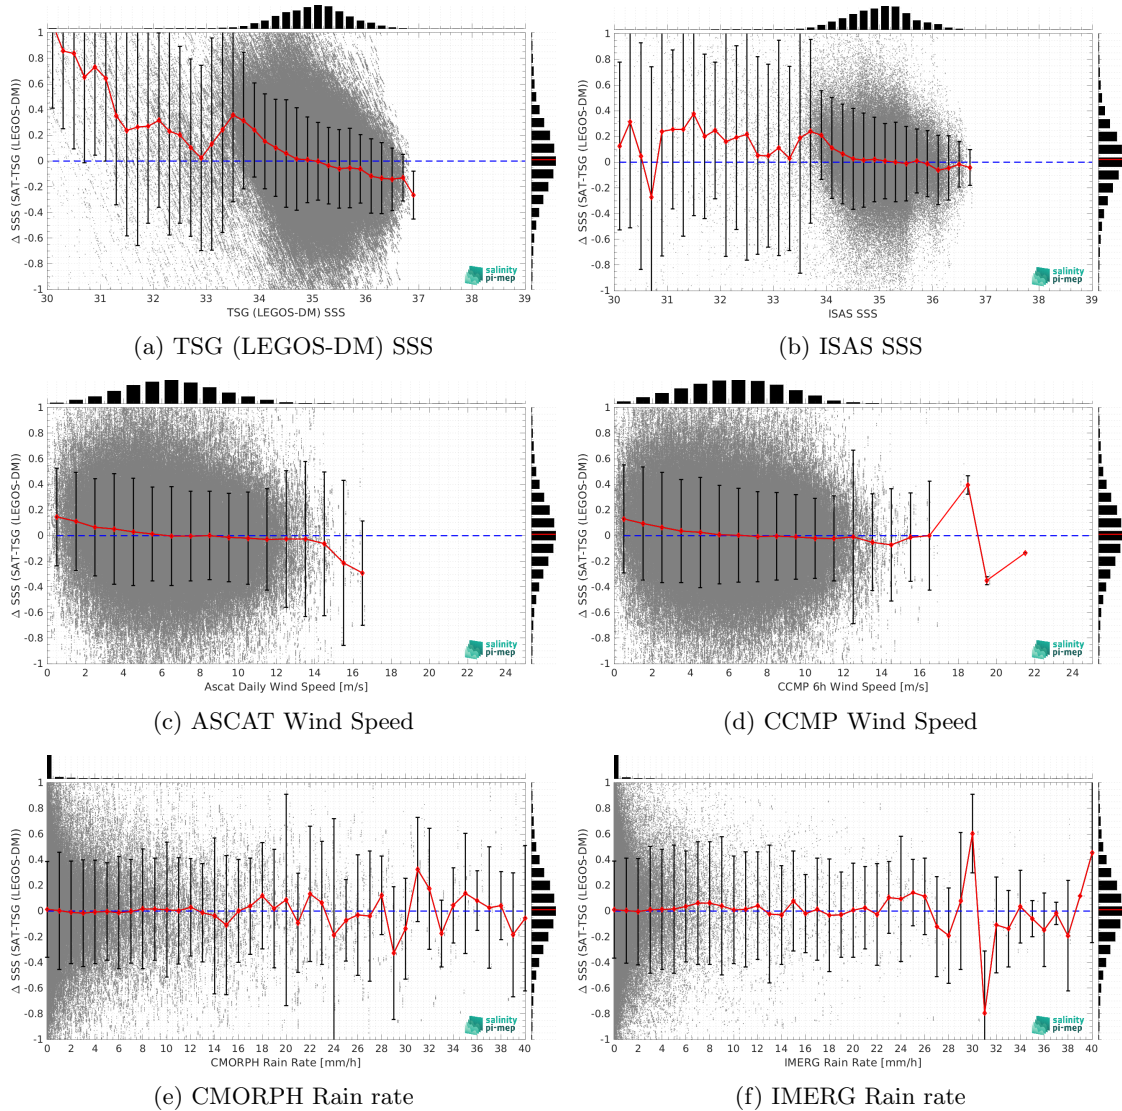 Δ SSS (SAT-TSG (LEGOS-DM))
1
0.8
0.6
0.4
0.2
0
-0.2
-0.4
-0.6
-0.8
-1
30 31 32 33 34 35 36 37 38 39
TSG (LEGOS-DM) SSS
salinity
pi-mep
(a) TSG (LEGOS-DM) SSS
Δ SSS (SAT-TSG (LEGOS-DM))
1
0.8
0.6
0.4
0.2
0
-0.2
-0.4
-0.6
-0.8
-1
30 31 32 33 34 35 36 37 38 39
ISAS SSS
salinity
pi-mep
(b) ISAS SSS
Δ SSS (SAT-TSG (LEGOS-DM))
1
0.8
0.6
0.4
0.2
0
-0.2
-0.4
-0.6
-0.8
-1
0 2 4 6 8 10 12 14 16 18 20 22 24
Ascat Daily Wind Speed [m/s]
salinity
pi-mep
(c) ASCAT Wind Speed
Δ SSS (SAT-TSG (LEGOS-DM))
1
0.8
0.6
0.4
0.2
0
-0.2
-0.4
-0.6
-0.8
-1
0 2 4 6 8 10 12 14 16 18 20 22 24
CCMP 6h Wind Speed [m/s]
salinity
pi-mep
(d) CCMP Wind Speed
Δ SSS (SAT-TSG (LEGOS-DM))
1
0.8
0.6
0.4
0.2
0
-0.2
-0.4
-0.6
-0.8
-1
0 2 4 6 8 10 12 14 16 18 20 22 24 26 28 30 32 34 36 38 40
CMORPH Rain Rate [mm/h]
salinity
pi-mep
(e) CMORPH Rain rate
Δ SSS (SAT-TSG (LEGOS-DM))
1
0.8
0.6
0.4
0.2
0
-0.2
-0.4
-0.6
-0.8
-1
0 2 4 6 8 10 12 14 16 18 20 22 24 26 28 30 32 34 36 38 40
IMERG Rain Rate [mm/h]
salinity
pi-mep
(f) IMERG Rain rate